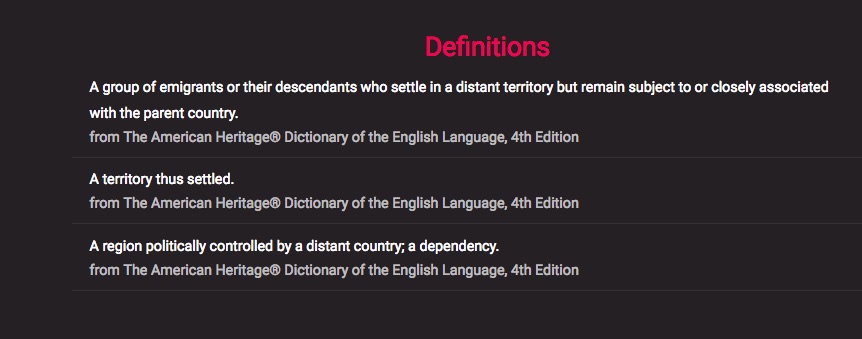 Definitions
A group of emigrants or their descendants who settle in a distant territory but remain subject to or closely associated
with the parent country.
from The American Heritage® Dictionary of the English Language, 4th Edition
A territory thus settled.
from The American Heritage® Dictionary of the English Language, 4th Edition
A region politically controlled by a distant country; a dependency.
from The American Heritage® Dictionary of the English Language, 4th Edition